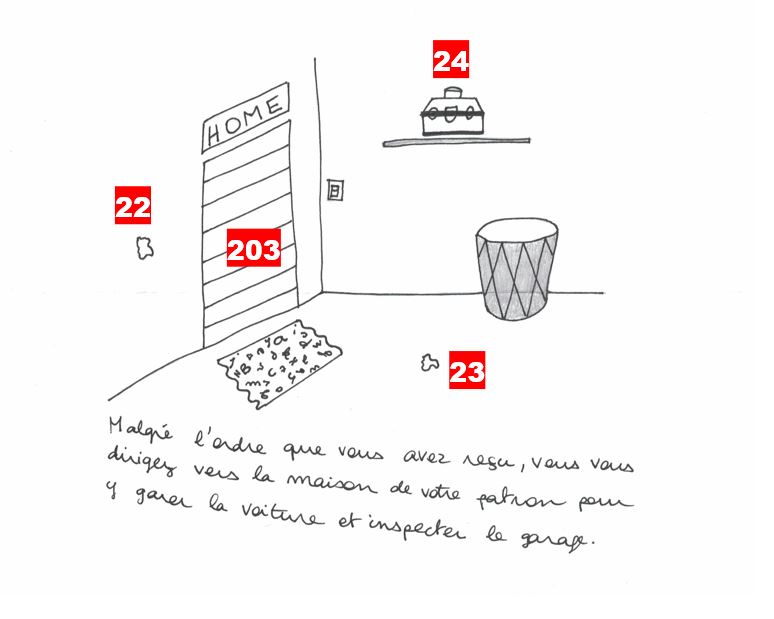 24
HOME
22
203
23
Malgré l'ordre que vous avez reçu, vous vous
dirigez vers la maison de votre patron pour
y garer la voiture et inspecter le garage.